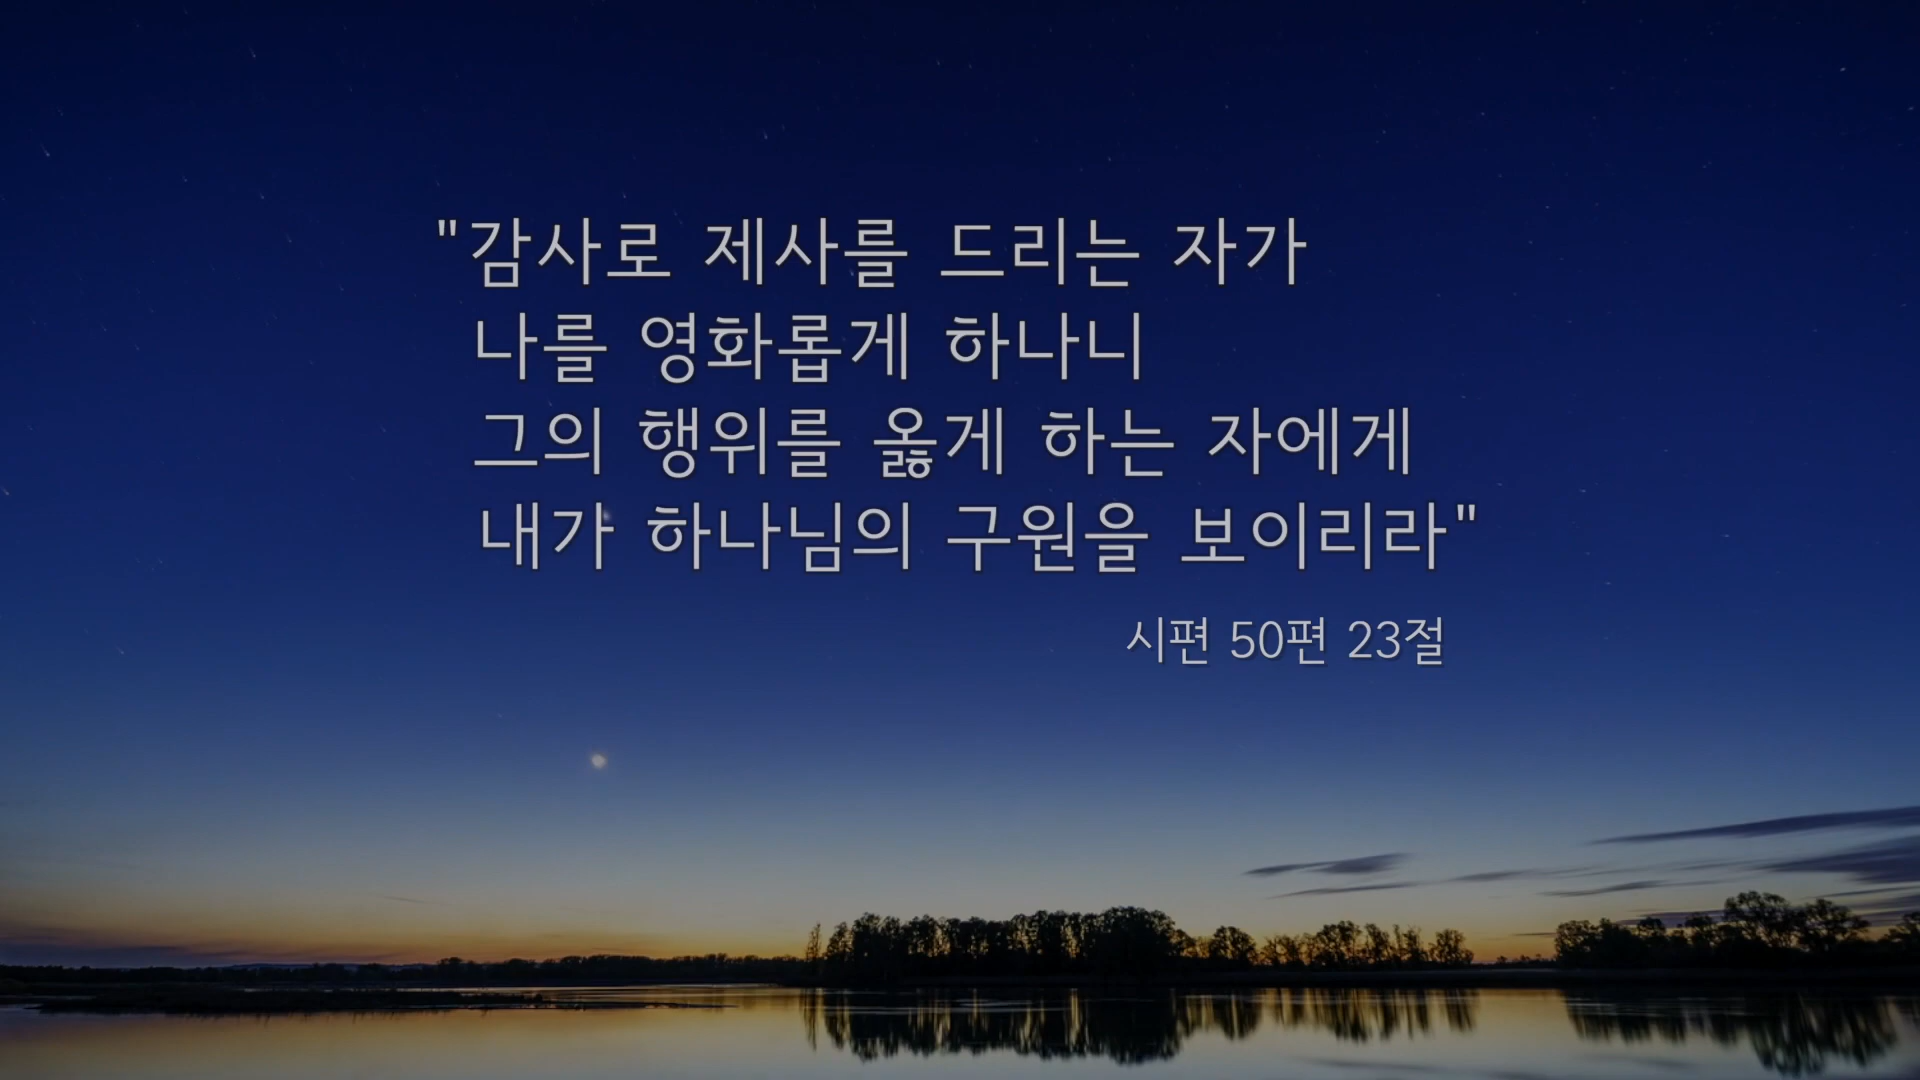 "감사로 제사를 드리는 자가
나를 영화롭게 하나니
그의 행위를 옳게 하는 자에게
내가 하나님의 구원을 보이리라"
시편 50편 23절